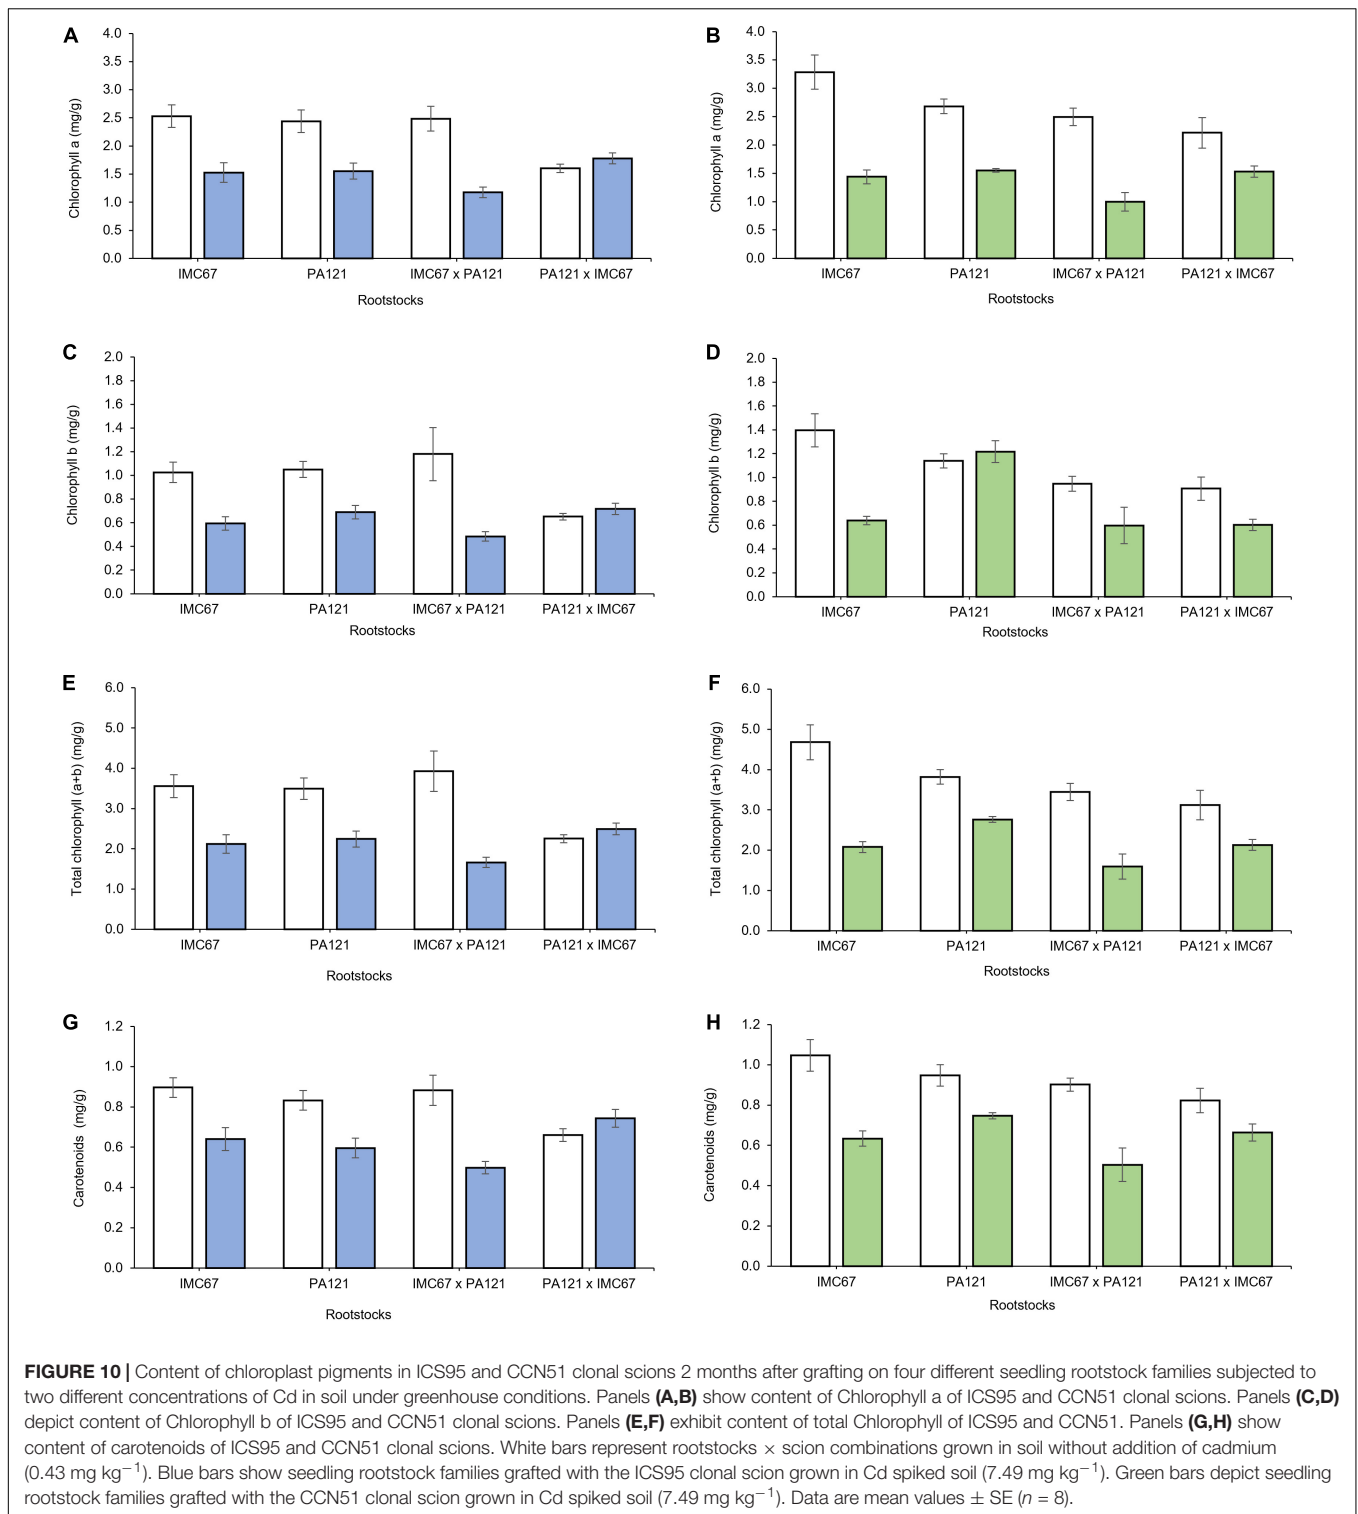 A
4.0
3.5
3.0
2.5
2.0
1.5
1.0
0.5
0.0
Chlorophyll a (mg/g)
IMC67 PA121 IMC67 x PA121 PA121 x IMC67
Rootstocks
B
4.0
3.5
3.0
2.5
2.0
1.5
1.0
0.5
0.0
Chlorophyll a (mg/g)
IMC67 PA121 IMC67 x PA121 PA121 x IMC67
Rootstocks
C
2.0
1.8
1.6
1.4
1.2
1.0
0.8
0.6
0.4
0.2
0.0
Chlorophyll b (mg/g)
IMC67 PA121 IMC67 x PA121 PA121 x IMC67
Rootstocks
D
2.0
1.8
1.6
1.4
1.2
1.0
0.8
0.6
0.4
0.2
0.0
Chlorophyll b (mg/g)
IMC67 PA121 IMC67 x PA121 PA121 x IMC67
Rootstocks
E
6.0
5.0
4.0
3.0
2.0
1.0
0.0
Total chlorophyll (a+b) (mg/g)
IMC67 PA121 IMC67 x PA121 PA121 x IMC67
Rootstocks
F
6.0
5.0
4.0
3.0
2.0
1.0
0.0
Total chlorophyll (a+b) (mg/g)
IMC67 PA121 IMC67 x PA121 PA121 x IMC67
Rootstocks
G
1.2
1.0
0.8
0.6
0.4
0.2
0.0
Carotenoids (mg/g)
IMC67 PA121 IMC67 x PA121 PA121 x IMC67
Rootstocks
H
1.2
1.0
0.8
0.6
0.4
0.2
0.0
Carotenoids (mg/g)
IMC67 PA121 IMC67 x PA121 PA121 x IMC67
Rootstocks
FIGURE 10 | Content of chloroplast pigments in ICS95 and CCN51 clonal scions 2 months after grafting on four different seedling rootstock families subjected to
two different concentrations of Cd in soil under greenhouse conditions. Panels (A,B) show content of Chlorophyll a of ICS95 and CCN51 clonal scions. Panels (C,D)
depict content of Chlorophyll b of ICS95 and CCN51 clonal scions. Panels (E,F) exhibit content of total Chlorophyll of ICS95 and CCN51. Panels (G,H) show
content of carotenoids of ICS95 and CCN51 clonal scions. White bars represent rootstocks × scion combinations grown in soil without addition of cadmium
(0.43 mg kg⁻¹). Blue bars show seedling rootstock families grafted with the ICS95 clonal scion grown in Cd spiked soil (7.49 mg kg⁻¹). Green bars depict seedling
rootstock families grafted with the CCN51 clonal scion grown in Cd spiked soil (7.49 mg kg⁻¹). Data are mean values ± SE (n = 8).